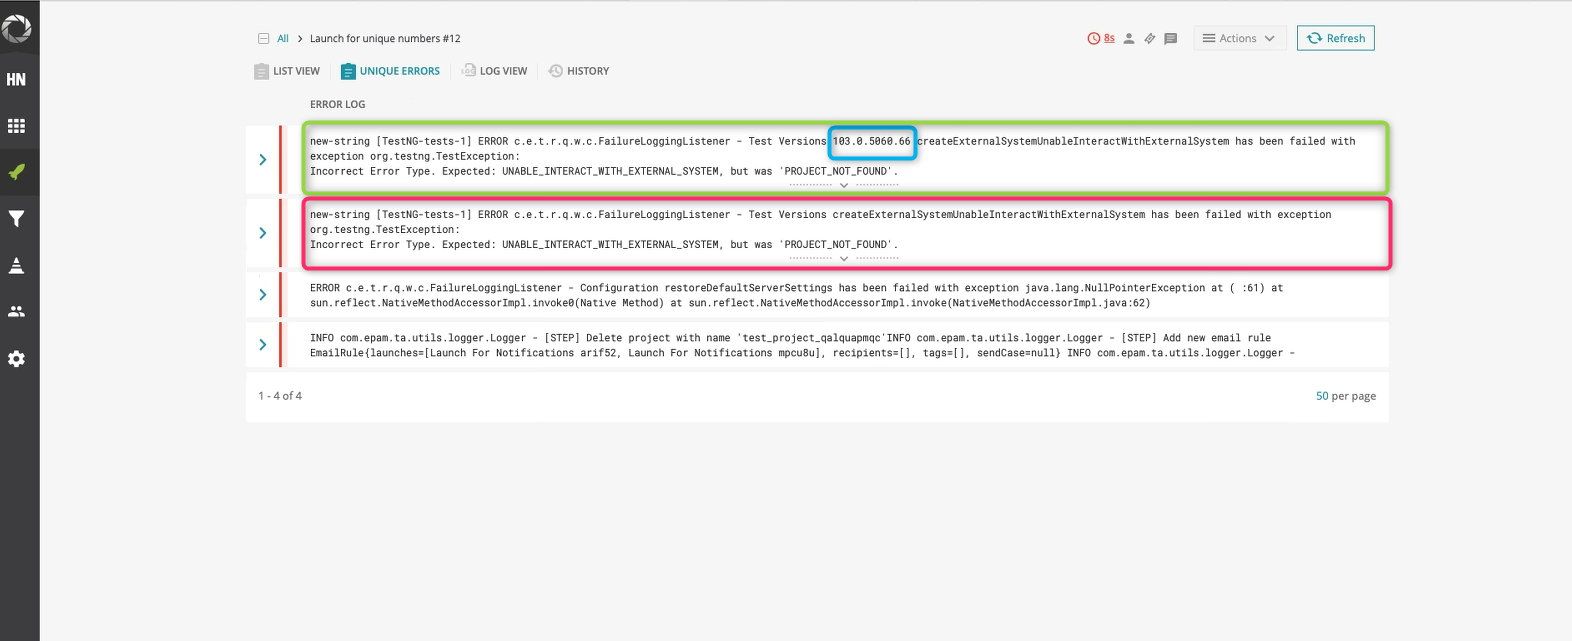 All > Launch for unique numbers #12
8s
Actions
Refresh
HN
LIST VIEW
UNIQUE ERRORS
LOG VIEW
HISTORY
ERROR LOG
new-string [TestNG-tests-1] ERROR c.e.t.r.q.w.c.FailureLoggingListener - Test Versions 103.0.5060.66 createExternalSystemUnableInteractWithExternalSystem has been failed with
exception org.testng.TestException:
Incorrect Error Type. Expected: UNABLE_INTERACT_WITH_EXTERNAL_SYSTEM, but was 'PROJECT_NOT_FOUND'.
new-string [TestNG-tests-1] ERROR c.e.t.r.q.w.c.FailureLoggingListener - Test Versions createExternalSystemUnableInteractWithExternalSystem has been failed with exception
org.testng.TestException:
Incorrect Error Type. Expected: UNABLE_INTERACT_WITH_EXTERNAL_SYSTEM, but was 'PROJECT_NOT_FOUND'.
ERROR c.e.t.r.q.w.c.FailureLoggingListener - Configuration restoreDefaultServerSettings has been failed with exception java.lang.NullPointerException at ( :61) at
sun.reflect.NativeMethodAccessorImpl.invoke0(Native Method) at sun.reflect.NativeMethodAccessorImpl.invoke(NativeMethodAccessorImpl.java:62)
INFO com.epam.ta.utils.logger.Logger - [STEP] Delete project with name 'test_project_qalquapmqc'INFO com.epam.ta.utils.logger.Logger - [STEP] Add new email rule
EmailRule{launches=[Launch For Notifications arif52, Launch For Notifications mpcu8u], recipients=[], tags=[], sendCase=null} INFO com.epam.ta.utils.logger.Logger -
1 - 4 of 4
50 per page